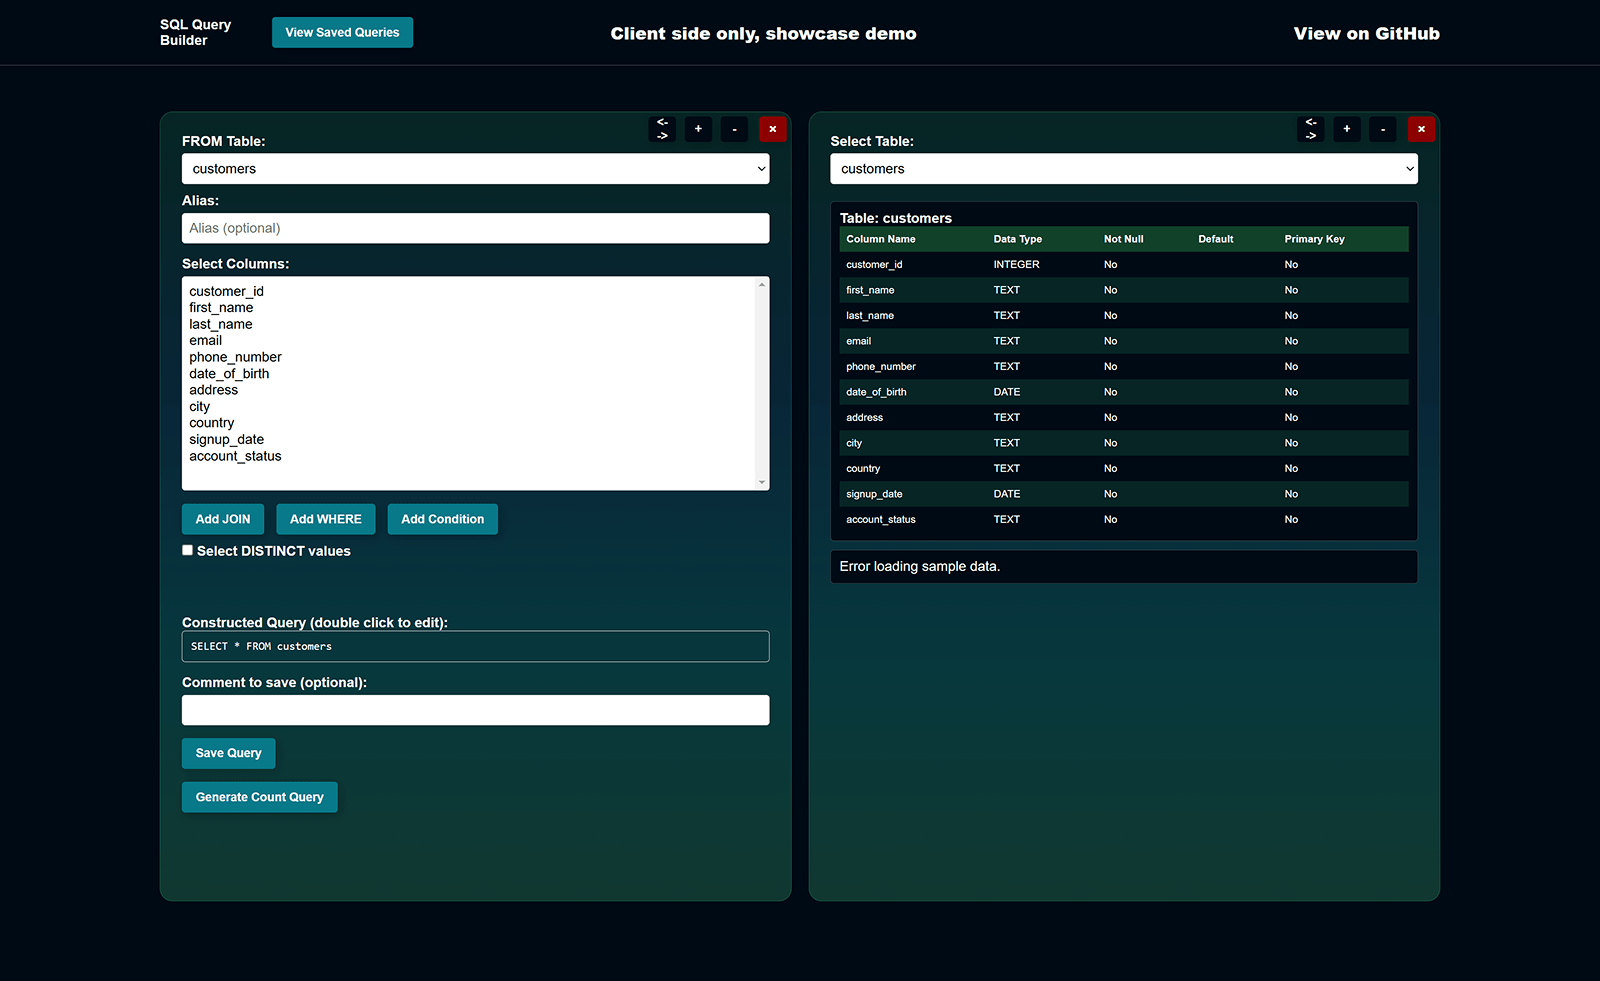 SQL Query
Builder
View Saved Queries
Client side only, showcase demo
View on GitHub
<-
->
+
-
×
FROM Table:
customers
Alias:
Alias (optional)
Select Columns:
customer_id
first_name
last_name
email
phone_number
date_of_birth
address
city
country
signup_date
account_status
Add JOIN
Add WHERE
Add Condition
Select DISTINCT values
Constructed Query (double click to edit):
SELECT * FROM customers
Comment to save (optional):
Save Query
Generate Count Query
<-
->
+
-
×
Select Table:
customers
Table: customers
Column Name Data Type Not Null Default Primary Key
customer_id INTEGER No No
first_name TEXT No No
last_name TEXT No No
email TEXT No No
phone_number TEXT No No
date_of_birth DATE No No
address TEXT No No
city TEXT No No
country TEXT No No
signup_date DATE No No
account_status TEXT No No
Error loading sample data.